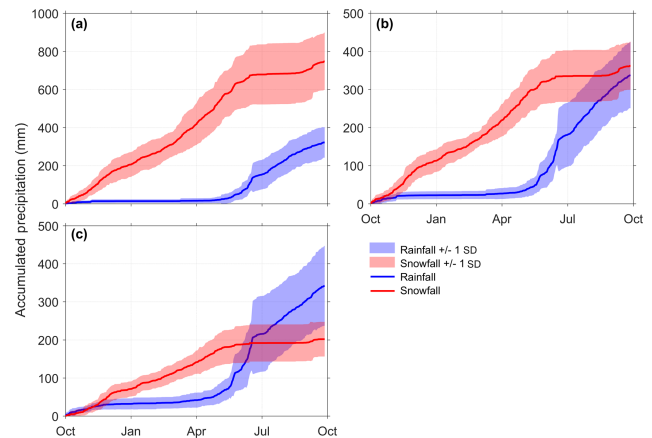 (a)
1000
800
600
400
200
0
(b)
500
400
300
200
100
0
Oct Jan Apr Jul Oct
Accumulated precipitation (mm)
(c)
500
400
300
200
100
0
Oct Jan Apr Jul Oct
Rainfall +/- 1 SD
Snowfall +/- 1 SD
Rainfall
Snowfall